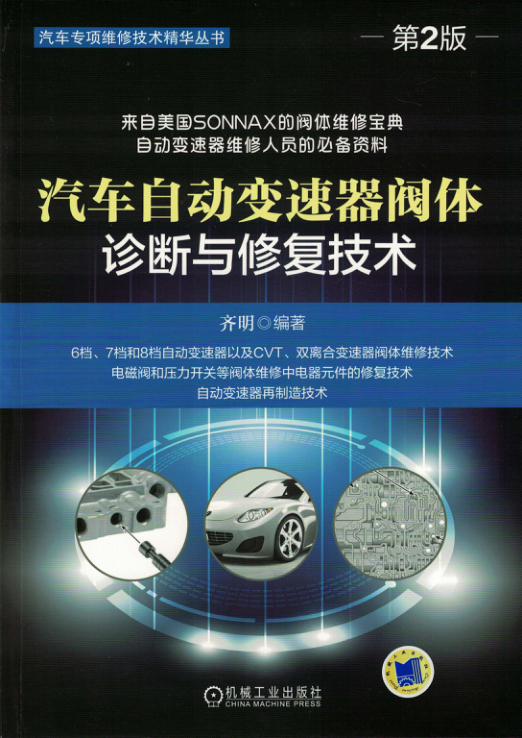 汽车专项维修技术精华丛书
第2版
来自美国SONNAX的阀体维修宝典
自动变速器维修人员的必备资料
汽车自动变速器阀体
诊断与修复技术
齐明◎编著
6档、7档和8档自动变速器以及CVT、双离合变速器阀体维修技术
电磁阀和压力开关等阀体维修中电器元件的修复技术
自动变速器再制造技术
机械工业出版社
CHINA MACHINE PRESS